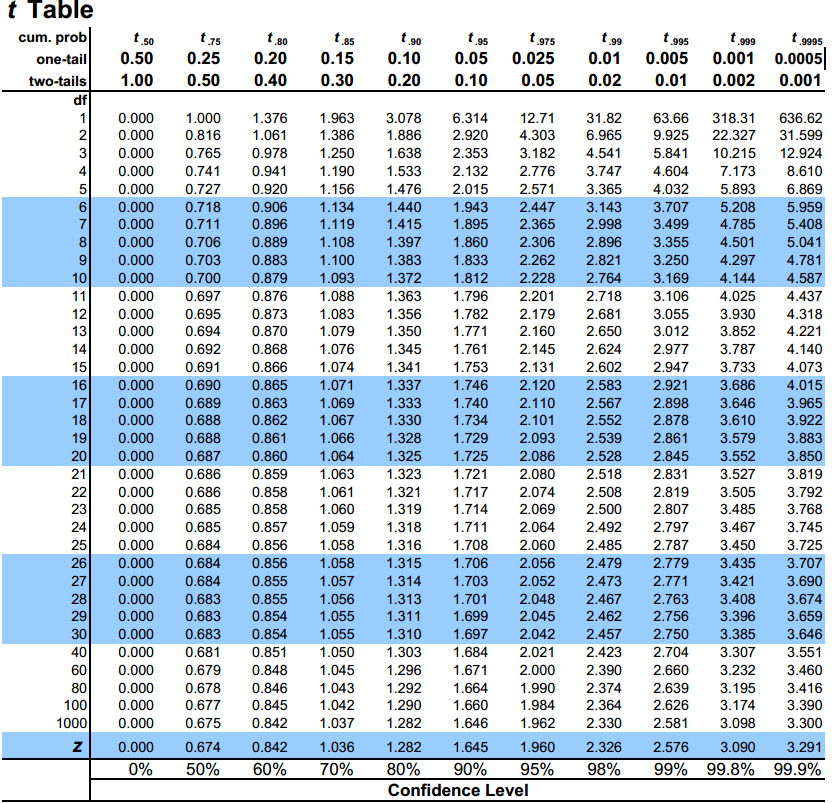 t Table
cum. prob t .50 t .75 t .80 t .85 t .90 t .95 t .975 t .99 t .995 t .999 t .9995
one-tail 0.50 0.25 0.20 0.15 0.10 0.05 0.025 0.01 0.005 0.001 0.0005
two-tails 1.00 0.50 0.40 0.30 0.20 0.10 0.05 0.02 0.01 0.002 0.001
df
1 0.000 1.000 1.376 1.963 3.078 6.314 12.71 31.82 63.66 318.31 636.62
2 0.000 0.816 1.061 1.386 1.886 2.920 4.303 6.965 9.925 22.327 31.599
3 0.000 0.765 0.978 1.250 1.638 2.353 3.182 4.541 5.841 10.215 12.924
4 0.000 0.741 0.941 1.190 1.533 2.132 2.776 3.747 4.604 7.173 8.610
5 0.000 0.727 0.920 1.156 1.476 2.015 2.571 3.365 4.032 5.893 6.869
6 0.000 0.718 0.906 1.134 1.440 1.943 2.447 3.143 3.707 5.208 5.959
7 0.000 0.711 0.896 1.119 1.415 1.895 2.365 2.998 3.499 4.785 5.408
8 0.000 0.706 0.889 1.108 1.397 1.860 2.306 2.896 3.355 4.501 5.041
9 0.000 0.703 0.883 1.100 1.383 1.833 2.262 2.821 3.250 4.297 4.781
10 0.000 0.700 0.879 1.093 1.372 1.812 2.228 2.764 3.169 4.144 4.587
11 0.000 0.697 0.876 1.088 1.363 1.796 2.201 2.718 3.106 4.025 4.437
12 0.000 0.695 0.873 1.083 1.356 1.782 2.179 2.681 3.055 3.930 4.318
13 0.000 0.694 0.870 1.079 1.350 1.771 2.160 2.650 3.012 3.852 4.221
14 0.000 0.692 0.868 1.076 1.345 1.761 2.145 2.624 2.977 3.787 4.140
15 0.000 0.691 0.866 1.074 1.341 1.753 2.131 2.602 2.947 3.733 4.073
16 0.000 0.690 0.865 1.071 1.337 1.746 2.120 2.583 2.921 3.686 4.015
17 0.000 0.689 0.863 1.069 1.333 1.740 2.110 2.567 2.898 3.646 3.965
18 0.000 0.688 0.862 1.067 1.330 1.734 2.101 2.552 2.878 3.610 3.922
19 0.000 0.688 0.861 1.066 1.328 1.729 2.093 2.539 2.861 3.579 3.883
20 0.000 0.687 0.860 1.064 1.325 1.725 2.086 2.528 2.845 3.552 3.850
21 0.000 0.686 0.859 1.063 1.323 1.721 2.080 2.518 2.831 3.527 3.819
22 0.000 0.686 0.858 1.061 1.321 1.717 2.074 2.508 2.819 3.505 3.792
23 0.000 0.685 0.858 1.060 1.319 1.714 2.069 2.500 2.807 3.485 3.768
24 0.000 0.685 0.857 1.059 1.318 1.711 2.064 2.492 2.797 3.467 3.745
25 0.000 0.684 0.856 1.058 1.316 1.708 2.060 2.485 2.787 3.450 3.725
26 0.000 0.684 0.856 1.058 1.315 1.706 2.056 2.479 2.779 3.435 3.707
27 0.000 0.684 0.855 1.057 1.314 1.703 2.052 2.473 2.771 3.421 3.690
28 0.000 0.683 0.855 1.056 1.313 1.701 2.048 2.467 2.763 3.408 3.674
29 0.000 0.683 0.854 1.055 1.311 1.699 2.045 2.462 2.756 3.396 3.659
30 0.000 0.683 0.854 1.055 1.310 1.697 2.042 2.457 2.750 3.385 3.646
40 0.000 0.681 0.851 1.050 1.303 1.684 2.021 2.423 2.704 3.307 3.551
60 0.000 0.679 0.848 1.045 1.296 1.671 2.000 2.390 2.660 3.232 3.460
80 0.000 0.678 0.846 1.043 1.292 1.664 1.990 2.374 2.639 3.195 3.416
100 0.000 0.677 0.845 1.042 1.290 1.660 1.984 2.364 2.626 3.174 3.390
1000 0.000 0.675 0.842 1.037 1.282 1.646 1.962 2.330 2.581 3.098 3.300
z 0.000 0.674 0.842 1.036 1.282 1.645 1.960 2.326 2.576 3.090 3.291
0% 50% 60% 70% 80% 90% 95% 98% 99% 99.8% 99.9%
Confidence Level